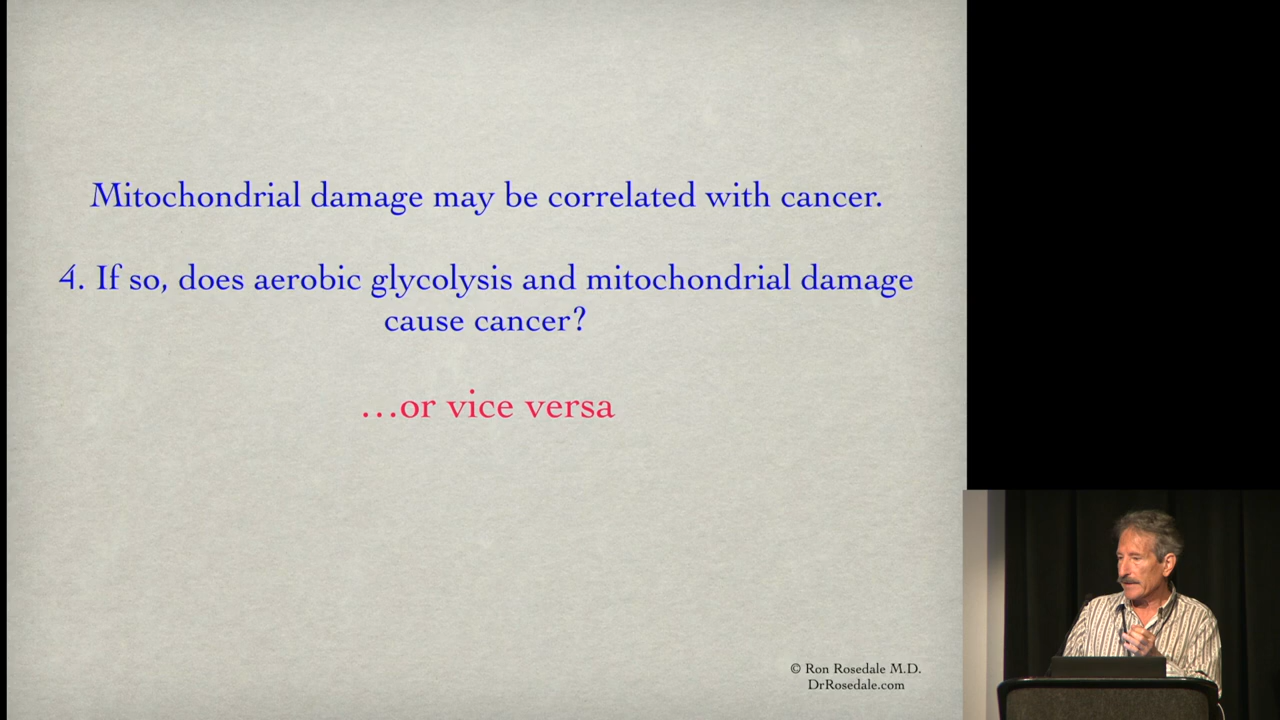 Mitochondrial damage may be correlated with cancer.
4. If so, does aerobic glycolysis and mitochondrial damage
cause cancer?
...or vice versa
© Ron Rosedale M.D.
DrRosedale.com